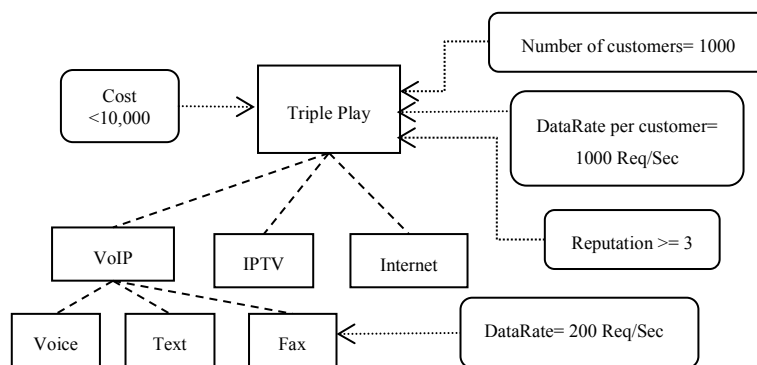 Number of customers= 1000
Cost
<10,000
Triple Play
DataRate per customer=
1000 Req/Sec
Reputation >= 3
VoIP
IPTV
Internet
Voice
Text
Fax
DataRate= 200 Req/Sec